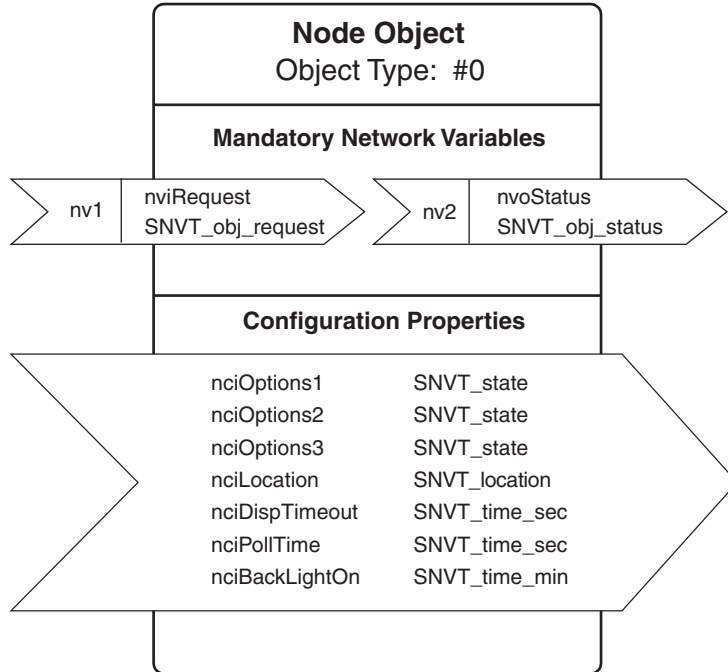 Node Object
Object Type: #0
Mandatory Network Variables
nv1 nviRequest SNVT_obj_request
nv2 nvoStatus SNVT_obj_status
Configuration Properties
nciOptions1 SNVT_state
nciOptions2 SNVT_state
nciOptions3 SNVT_state
nciLocation SNVT_location
nciDispTimeout SNVT_time_sec
nciPollTime SNVT_time_sec
nciBackLightOn SNVT_time_min